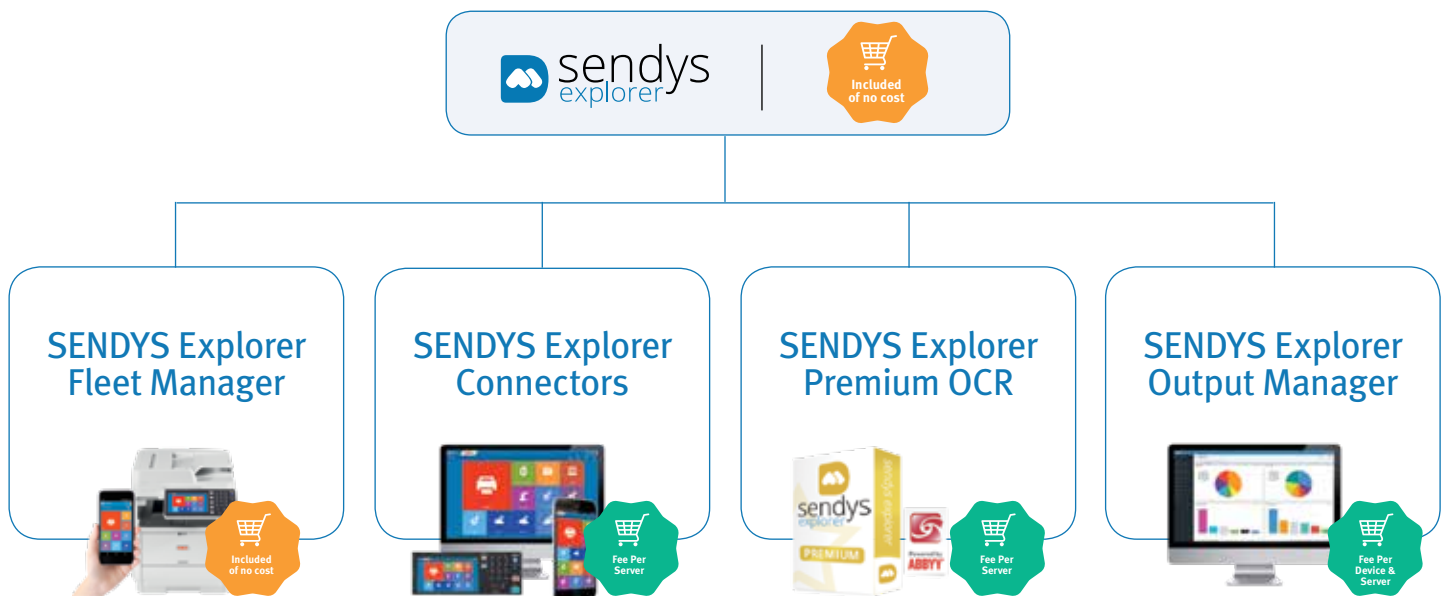 sendys
explorer
Included
of no cost
SENDYS Explorer
Fleet Manager
Included
of no cost
SENDYS Explorer
Connectors
Fee Per
Server
SENDYS Explorer
Premium OCR
sendys
explorer
PREMIUM
sendys explorer
Powered by
ABBYY
Fee Per
Server
SENDYS Explorer
Output Manager
Fee Per
Device &
Server